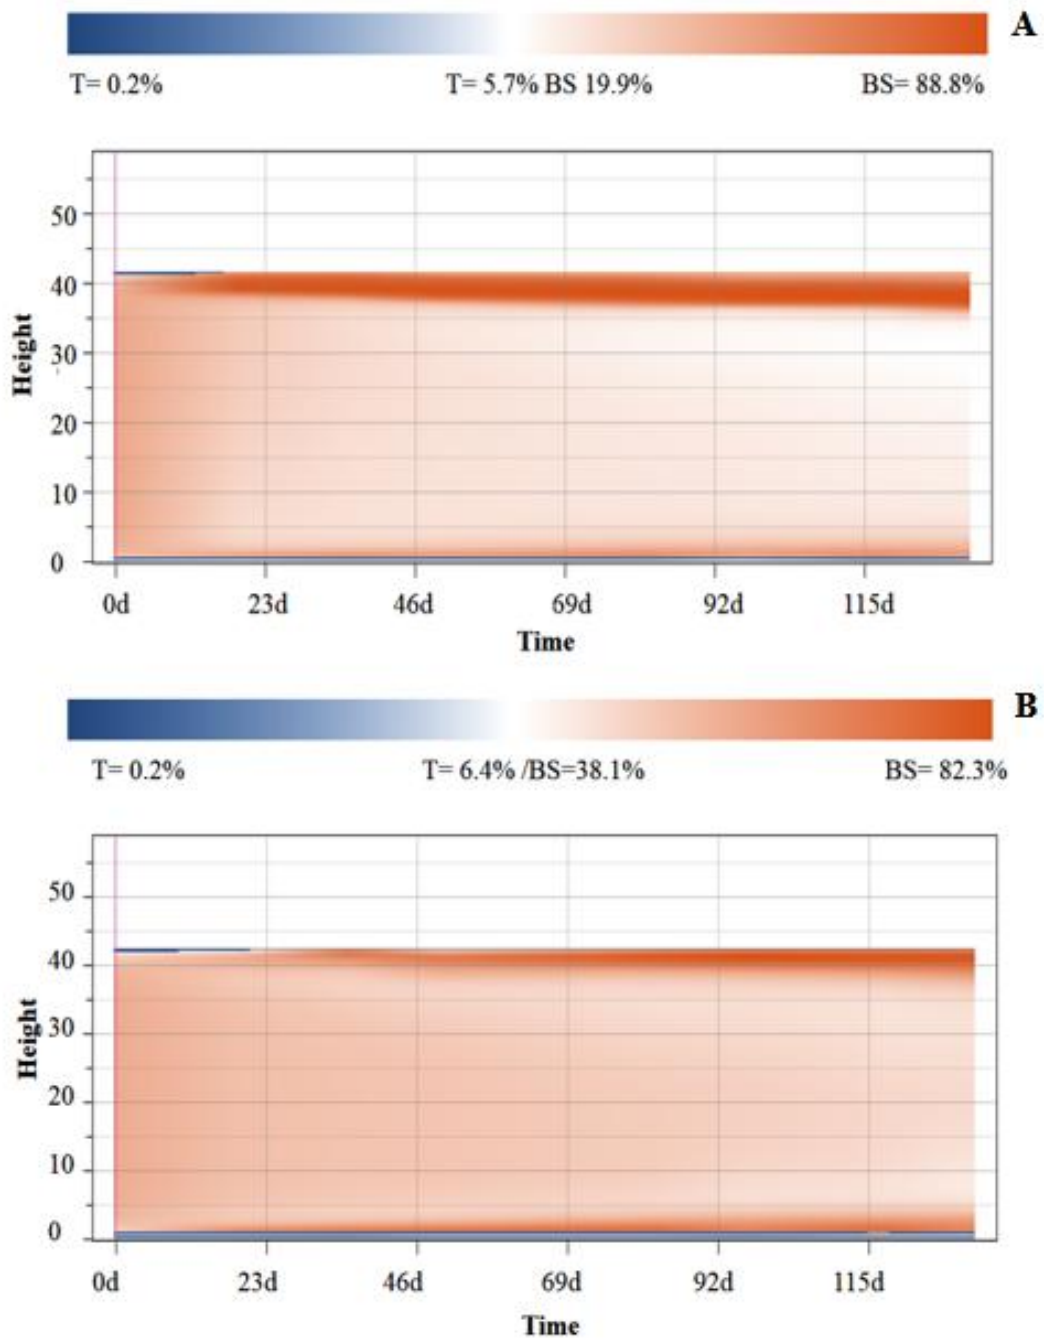 A
T= 0.2% T= 5.7% BS 19.9% BS= 88.8%
50
40
30
20
10
0
Height
0d 23d 46d 69d 92d 115d
Time
B
T= 0.2% T= 6.4% /BS=38.1% BS= 82.3%
50
40
30
20
10
0
Height
0d 23d 46d 69d 92d 115d
Time